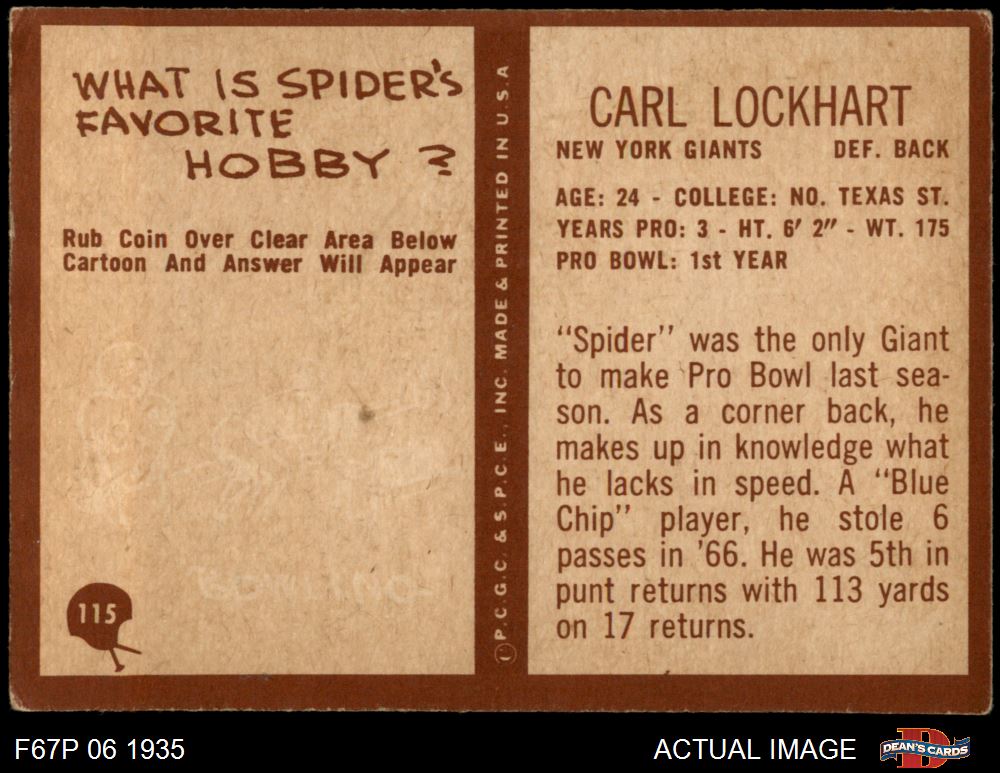 WHAT IS SPIDER'S
FAVORITE
HOBBY ?
Rub Coin Over Clear Area Below
Cartoon And Answer Will Appear
BOWLING
115
P.C.G.C. & S.P.C.E., INC. MADE & PRINTED IN U.S.A
CARL LOCKHART
NEW YORK GIANTS DEF. BACK
AGE: 24 - COLLEGE: NO. TEXAS ST.
YEARS PRO: 3 - HT. 6' 2" - WT. 175
PRO BOWL: 1st YEAR
"Spider" was the only Giant
to make Pro Bowl last sea-
son. As a corner back, he
makes up in knowledge what
he lacks in speed. A "Blue
Chip" player, he stole 6
passes in '66. He was 5th in
punt returns with 113 yards
on 17 returns.
F67P 06 1935
ACTUAL IMAGE
DEAN'S CARDS